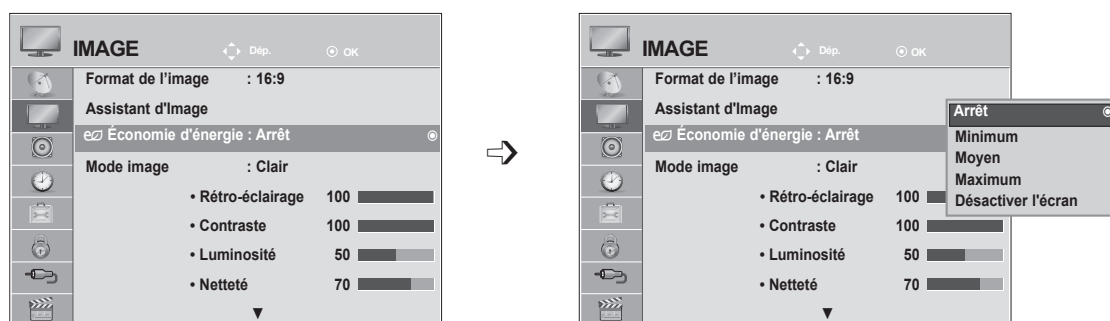 IMAGE
Dép.
OK
Format de l'image : 16:9
Assistant d'Image
Économie d'énergie : Arrêt
Mode image : Clair
• Rétro-éclairage 100
• Contraste 100
• Luminosité 50
• Netteté 70
IMAGE
Dép.
OK
Format de l'image : 16:9
Assistant d'Image
Économie d'énergie : Arrêt
Mode image : Clair
• Rétro-éclairage 100
• Contraste 100
• Luminosité 50
• Netteté 70
Arrêt
Minimum
Moyen
Maximum
Désactiver l'écran